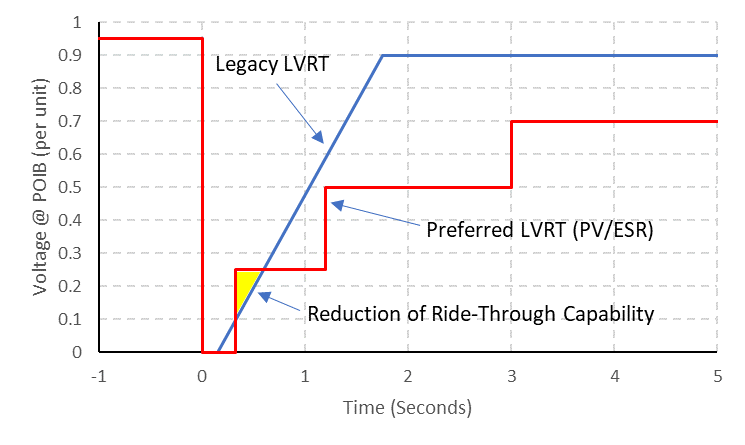 1
0.9
0.8
0.7
0.6
0.5
0.4
0.3
0.2
0.1
0
Voltage @ POIB (per unit)
Legacy LVRT
Preferred LVRT (PV/ESR)
Reduction of Ride-Through Capability
-1 0 1 2 3 4 5
Time (Seconds)